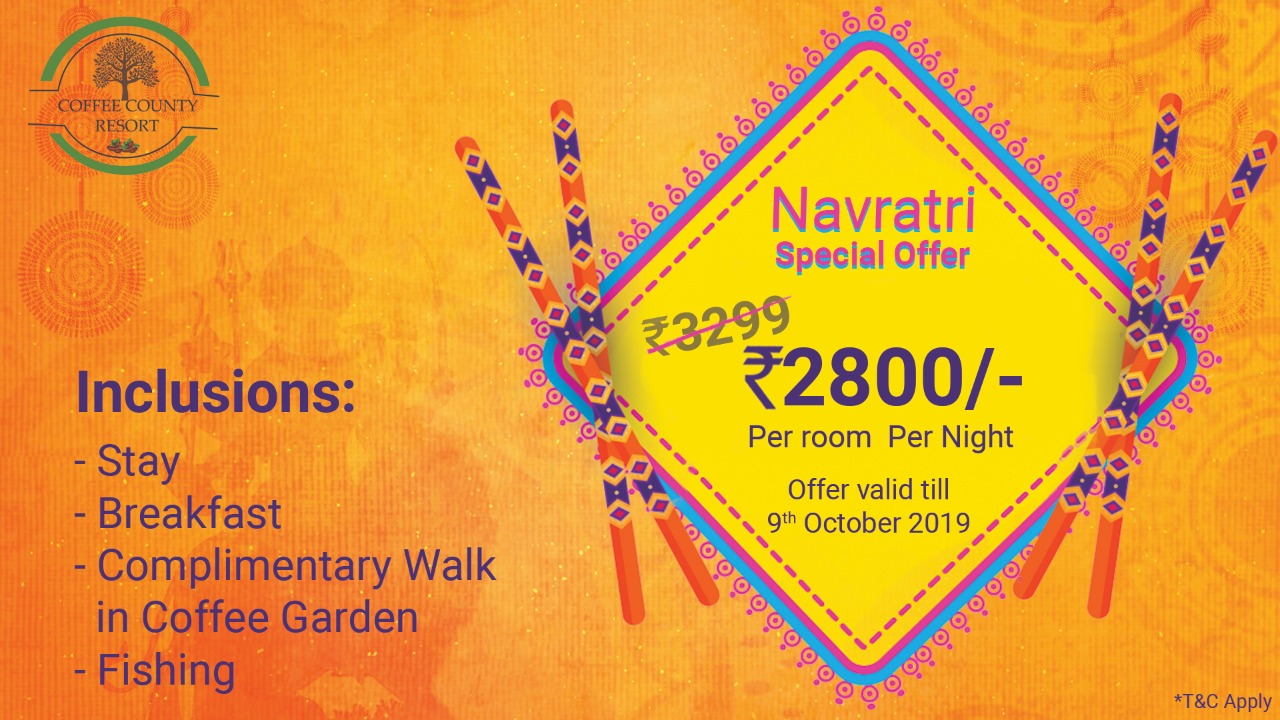 COFFEE COUNTY
RESORT
Navratri
Special Offer
₹3299
₹2800/-
Per room Per Night
Offer valid till
9th October 2019
Inclusions:
- Stay
- Breakfast
- Complimentary Walk
in Coffee Garden
- Fishing
*T&C Apply